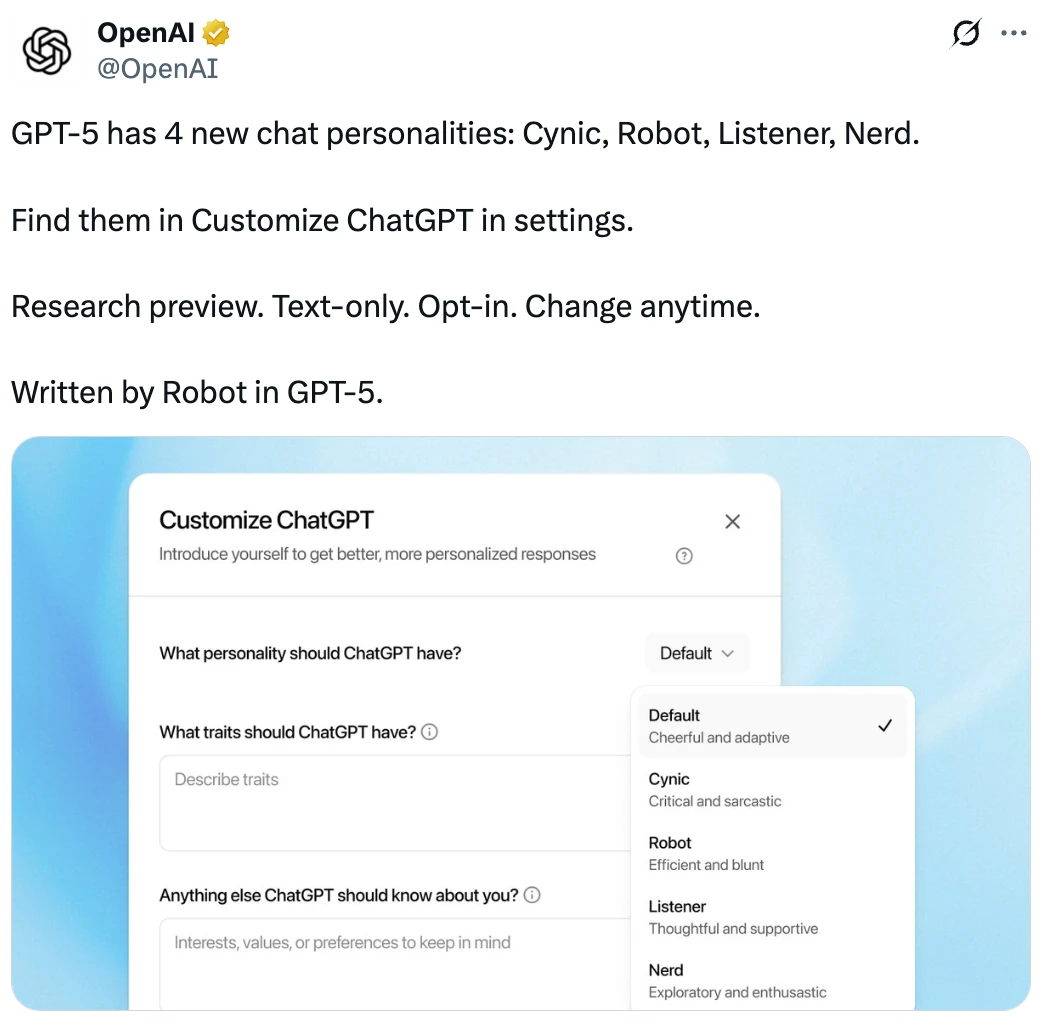 OpenAI
@OpenAI
GPT-5 has 4 new chat personalities: Cynic, Robot, Listener, Nerd.
Find them in Customize ChatGPT in settings.
Research preview. Text-only. Opt-in. Change anytime.
Written by Robot in GPT-5.
Customize ChatGPT
Introduce yourself to get better, more personalized responses
What personality should ChatGPT have?
Default
Default
Cheerful and adaptive
What traits should ChatGPT have?
Describe traits
Cynic
Critical and sarcastic
Robot
Efficient and blunt
Anything else ChatGPT should know about you?
Interests, values, or preferences to keep in mind
Listener
Thoughtful and supportive
Nerd
Exploratory and enthusastic